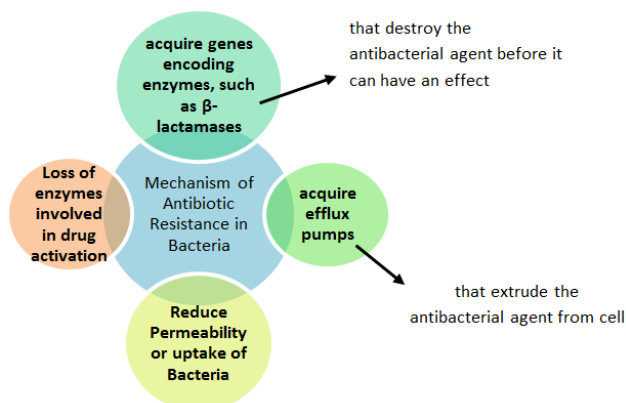 acquire genes
encoding
enzymes, such
as β-
lactamases
that destroy the
antibacterial agent before it
can have an effect
Loss of
enzymes
involved
in drug
activation
Mechanism of
Antibiotic
Resistance in
Bacteria
acquire
efflux
pumps
that extrude the
antibacterial agent from cell
Reduce
Permeability
or uptake of
Bacteria